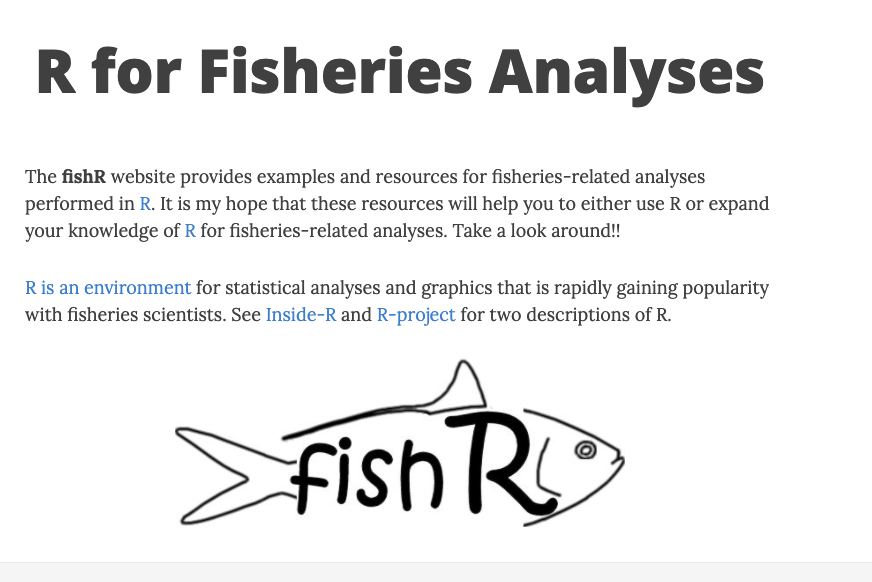 R for Fisheries Analyses
The fishR website provides examples and resources for fisheries-related analyses
performed in R. It is my hope that these resources will help you to either use R or expand
your knowledge of R for fisheries-related analyses. Take a look around!!
R is an environment for statistical analyses and graphics that is rapidly gaining popularity
with fisheries scientists. See Inside-R and R-project for two descriptions of R.
fishR